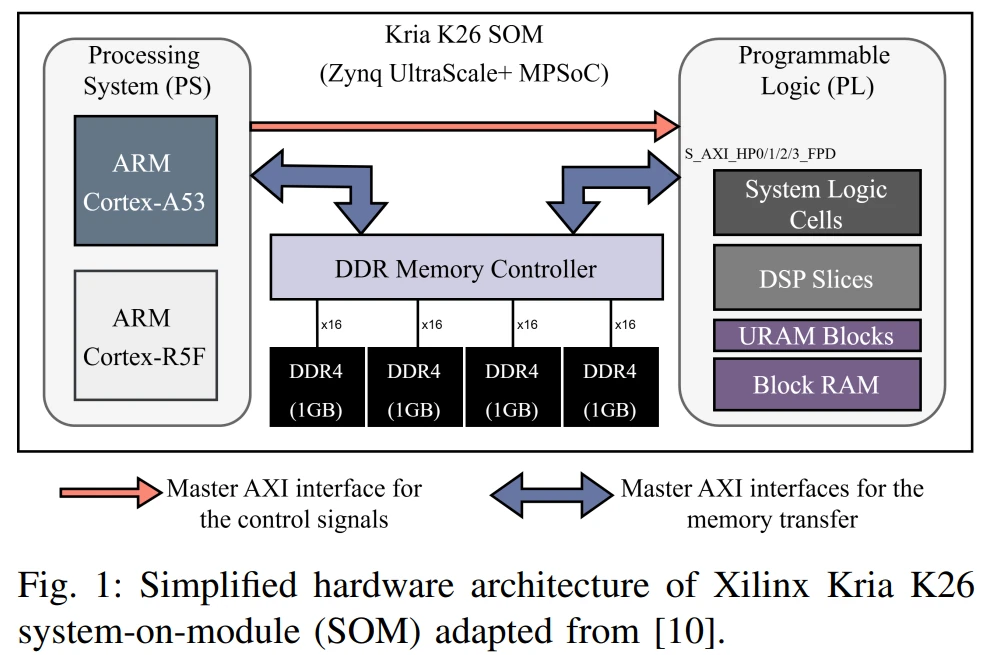 Kria K26 SOM
(Zynq UltraScale+ MPSoC)
Processing
System (PS)
ARM
Cortex-A53
ARM
Cortex-R5F
Programmable
Logic (PL)
S_AXI_HP0/1/2/3_FPD
System Logic
Cells
DSP Slices
URAM Blocks
Block RAM
DDR Memory Controller
x16
x16
x16
x16
DDR4
(1GB)
DDR4
(1GB)
DDR4
(1GB)
DDR4
(1GB)
Master AXI interface for
the control signals
Master AXI interfaces for the
memory transfer
Fig. 1: Simplified hardware architecture of Xilinx Kria K26
system-on-module (SOM) adapted from [10].